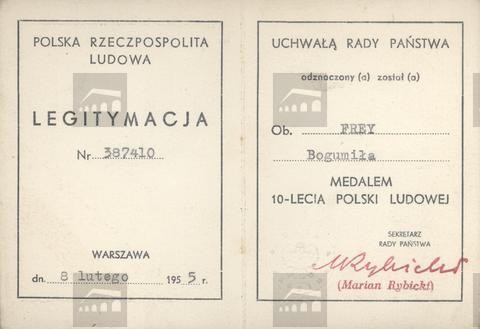 POLSKA RZECZPOSPOLITA
LUDOWA
LEGITYMACJA
Nr 387410
WARSZAWA
dn. 8 lutego 1955 r.
UCHWAŁĄ RADY PAŃSTWA
odznaczony (a) został (a)
Ob. FREY
Bogumiła
MEDALEM
10-LECIA POLSKI LUDOWEJ
SEKRETARZ
RADY PAŃSTWA
MRybicki
(Marian Rybicki)